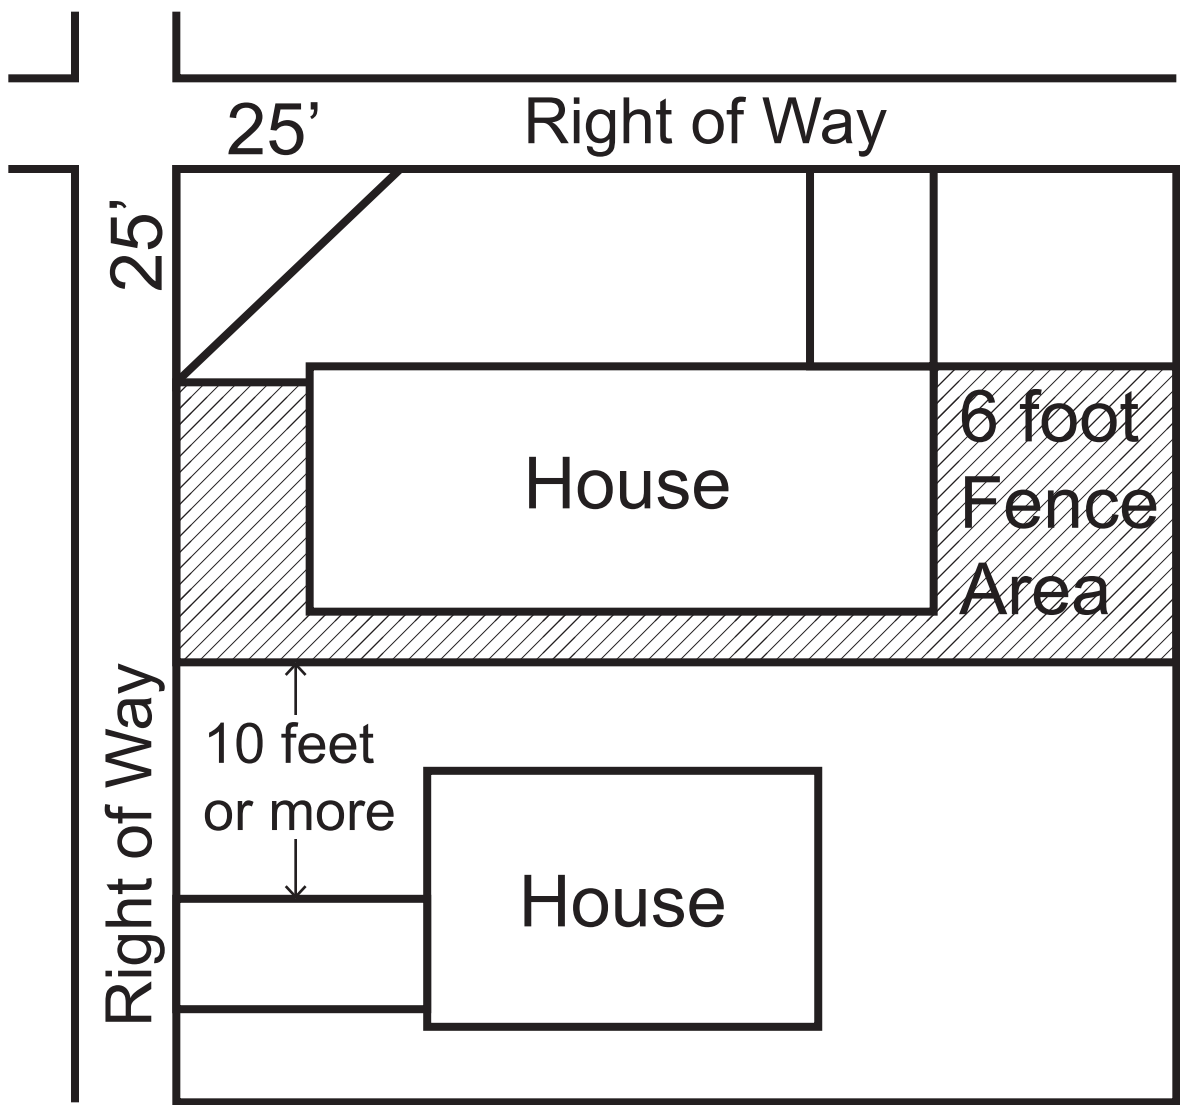 25’
Right of Way
25’
6 foot
Fence
Area
House
Right of Way
10 feet
or more
House